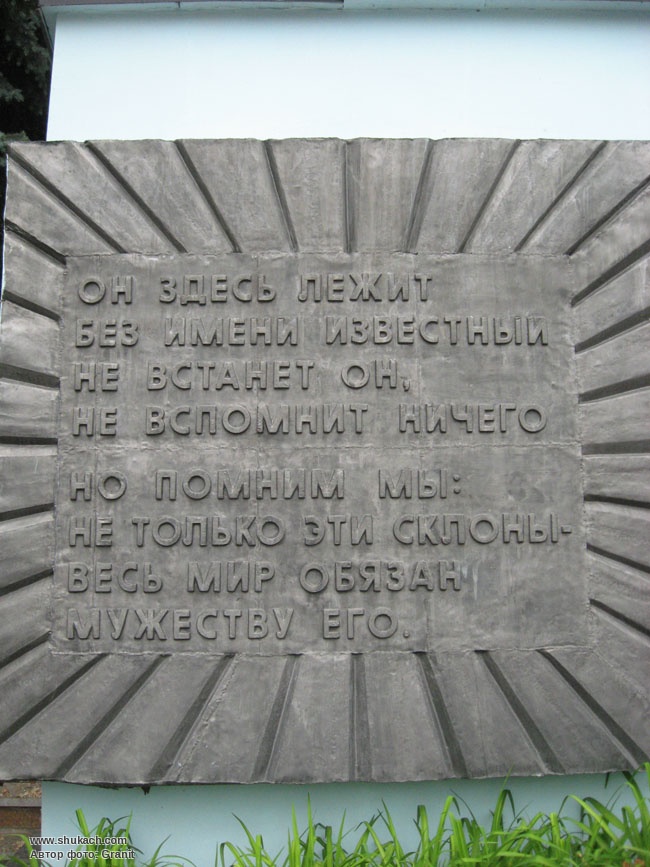 ОН ЗДЕСЬ ЛЕЖИТ
БЕЗ ИМЕНИ ИЗВЕСТНЫЙ
НЕ ВСТАНЕТ ОН,
НЕ ВСПОМНИТ НИЧЕГО
НО ПОМНИМ МЫ:
НЕ ТОЛЬКО ЭТИ СКЛОНЫ-
ВЕСЬ МИР ОБЯЗАН
МУЖЕСТВУ ЕГО.
www.shukach.com
Автор фото: Granit